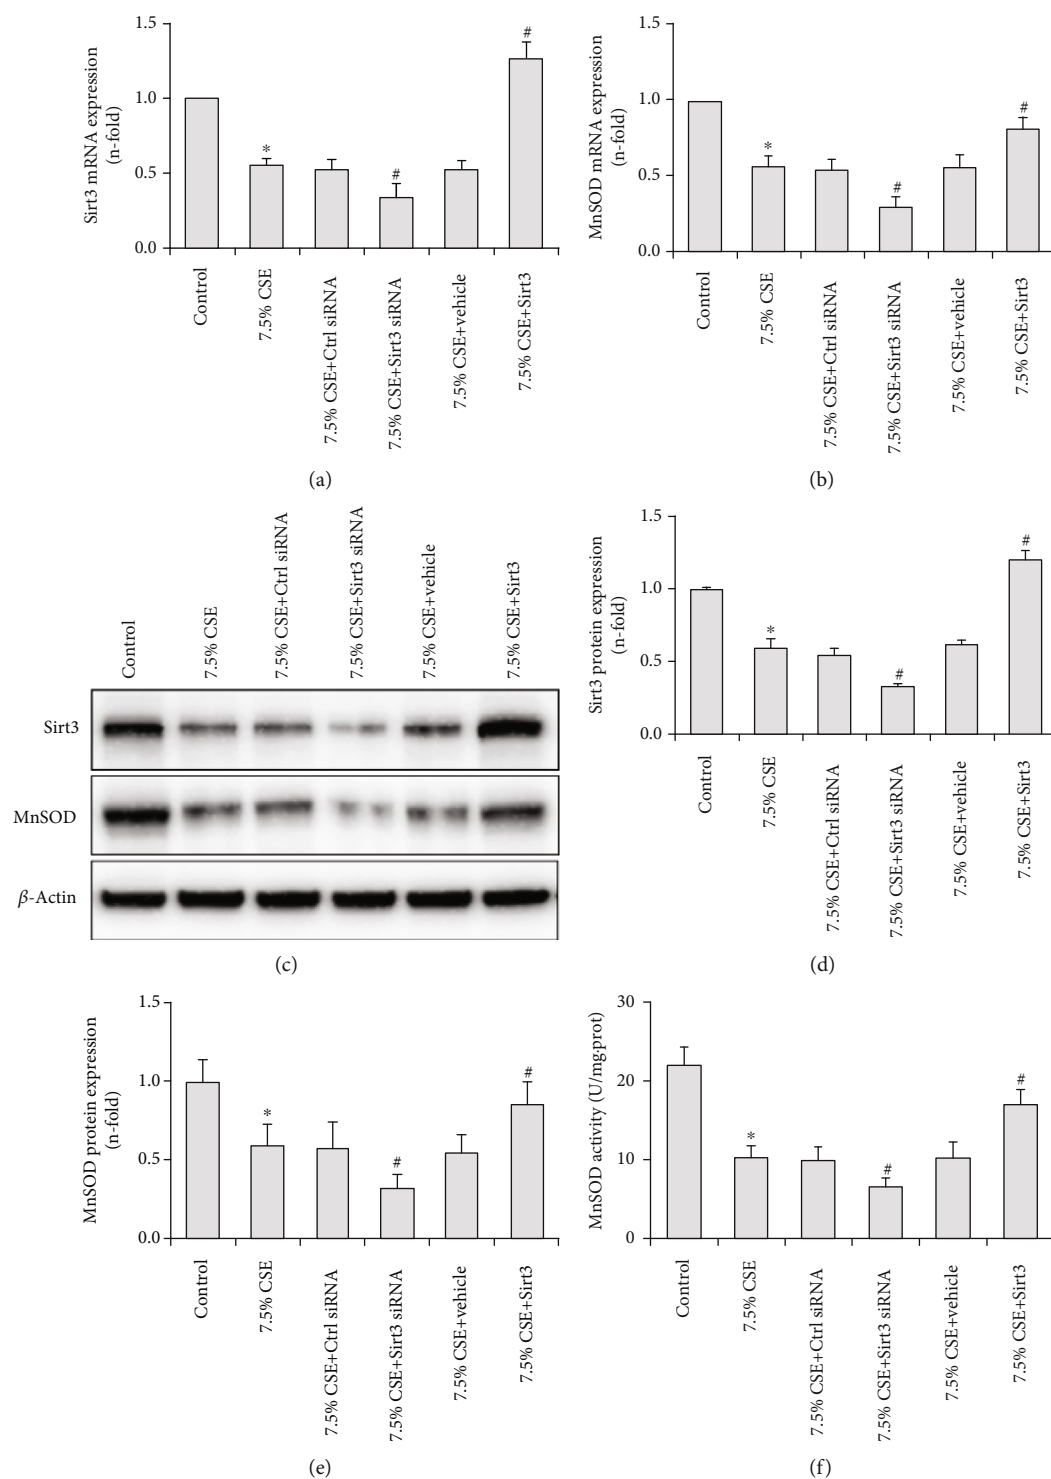 Sirt3 mRNA expression
(n-fold)
1.5
1.0
0.5
0.0
*
#
#
Control
7.5% CSE
7.5% CSE+Ctrl siRNA
7.5% CSE+Sirt3 siRNA
7.5% CSE+vehicle
7.5% CSE+Sirt3
(a)
MnSOD mRNA expression
(n-fold)
1.5
1.0
0.5
0.0
*
#
#
Control
7.5% CSE
7.5% CSE+Ctrl siRNA
7.5% CSE+Sirt3 siRNA
7.5% CSE+vehicle
7.5% CSE+Sirt3
(b)
Control
7.5% CSE
7.5% CSE+Ctrl siRNA
7.5% CSE+Sirt3 siRNA
7.5% CSE+vehicle
7.5% CSE+Sirt3
Sirt3
MnSOD
β-Actin
(c)
Sirt3 protein expression
(n-fold)
1.5
1.0
0.5
0.0
*
#
#
Control
7.5% CSE
7.5% CSE+Ctrl siRNA
7.5% CSE+Sirt3 siRNA
7.5% CSE+vehicle
7.5% CSE+Sirt3
(d)
MnSOD protein expression
(n-fold)
1.5
1.0
0.5
0.0
*
#
#
Control
7.5% CSE
7.5% CSE+Ctrl siRNA
7.5% CSE+Sirt3 siRNA
7.5% CSE+vehicle
7.5% CSE+Sirt3
(e)
MnSOD activity (U/mg·prot)
30
20
10
0
*
#
#
Control
7.5% CSE
7.5% CSE+Ctrl siRNA
7.5% CSE+Sirt3 siRNA
7.5% CSE+vehicle
7.5% CSE+Sirt3
(f)